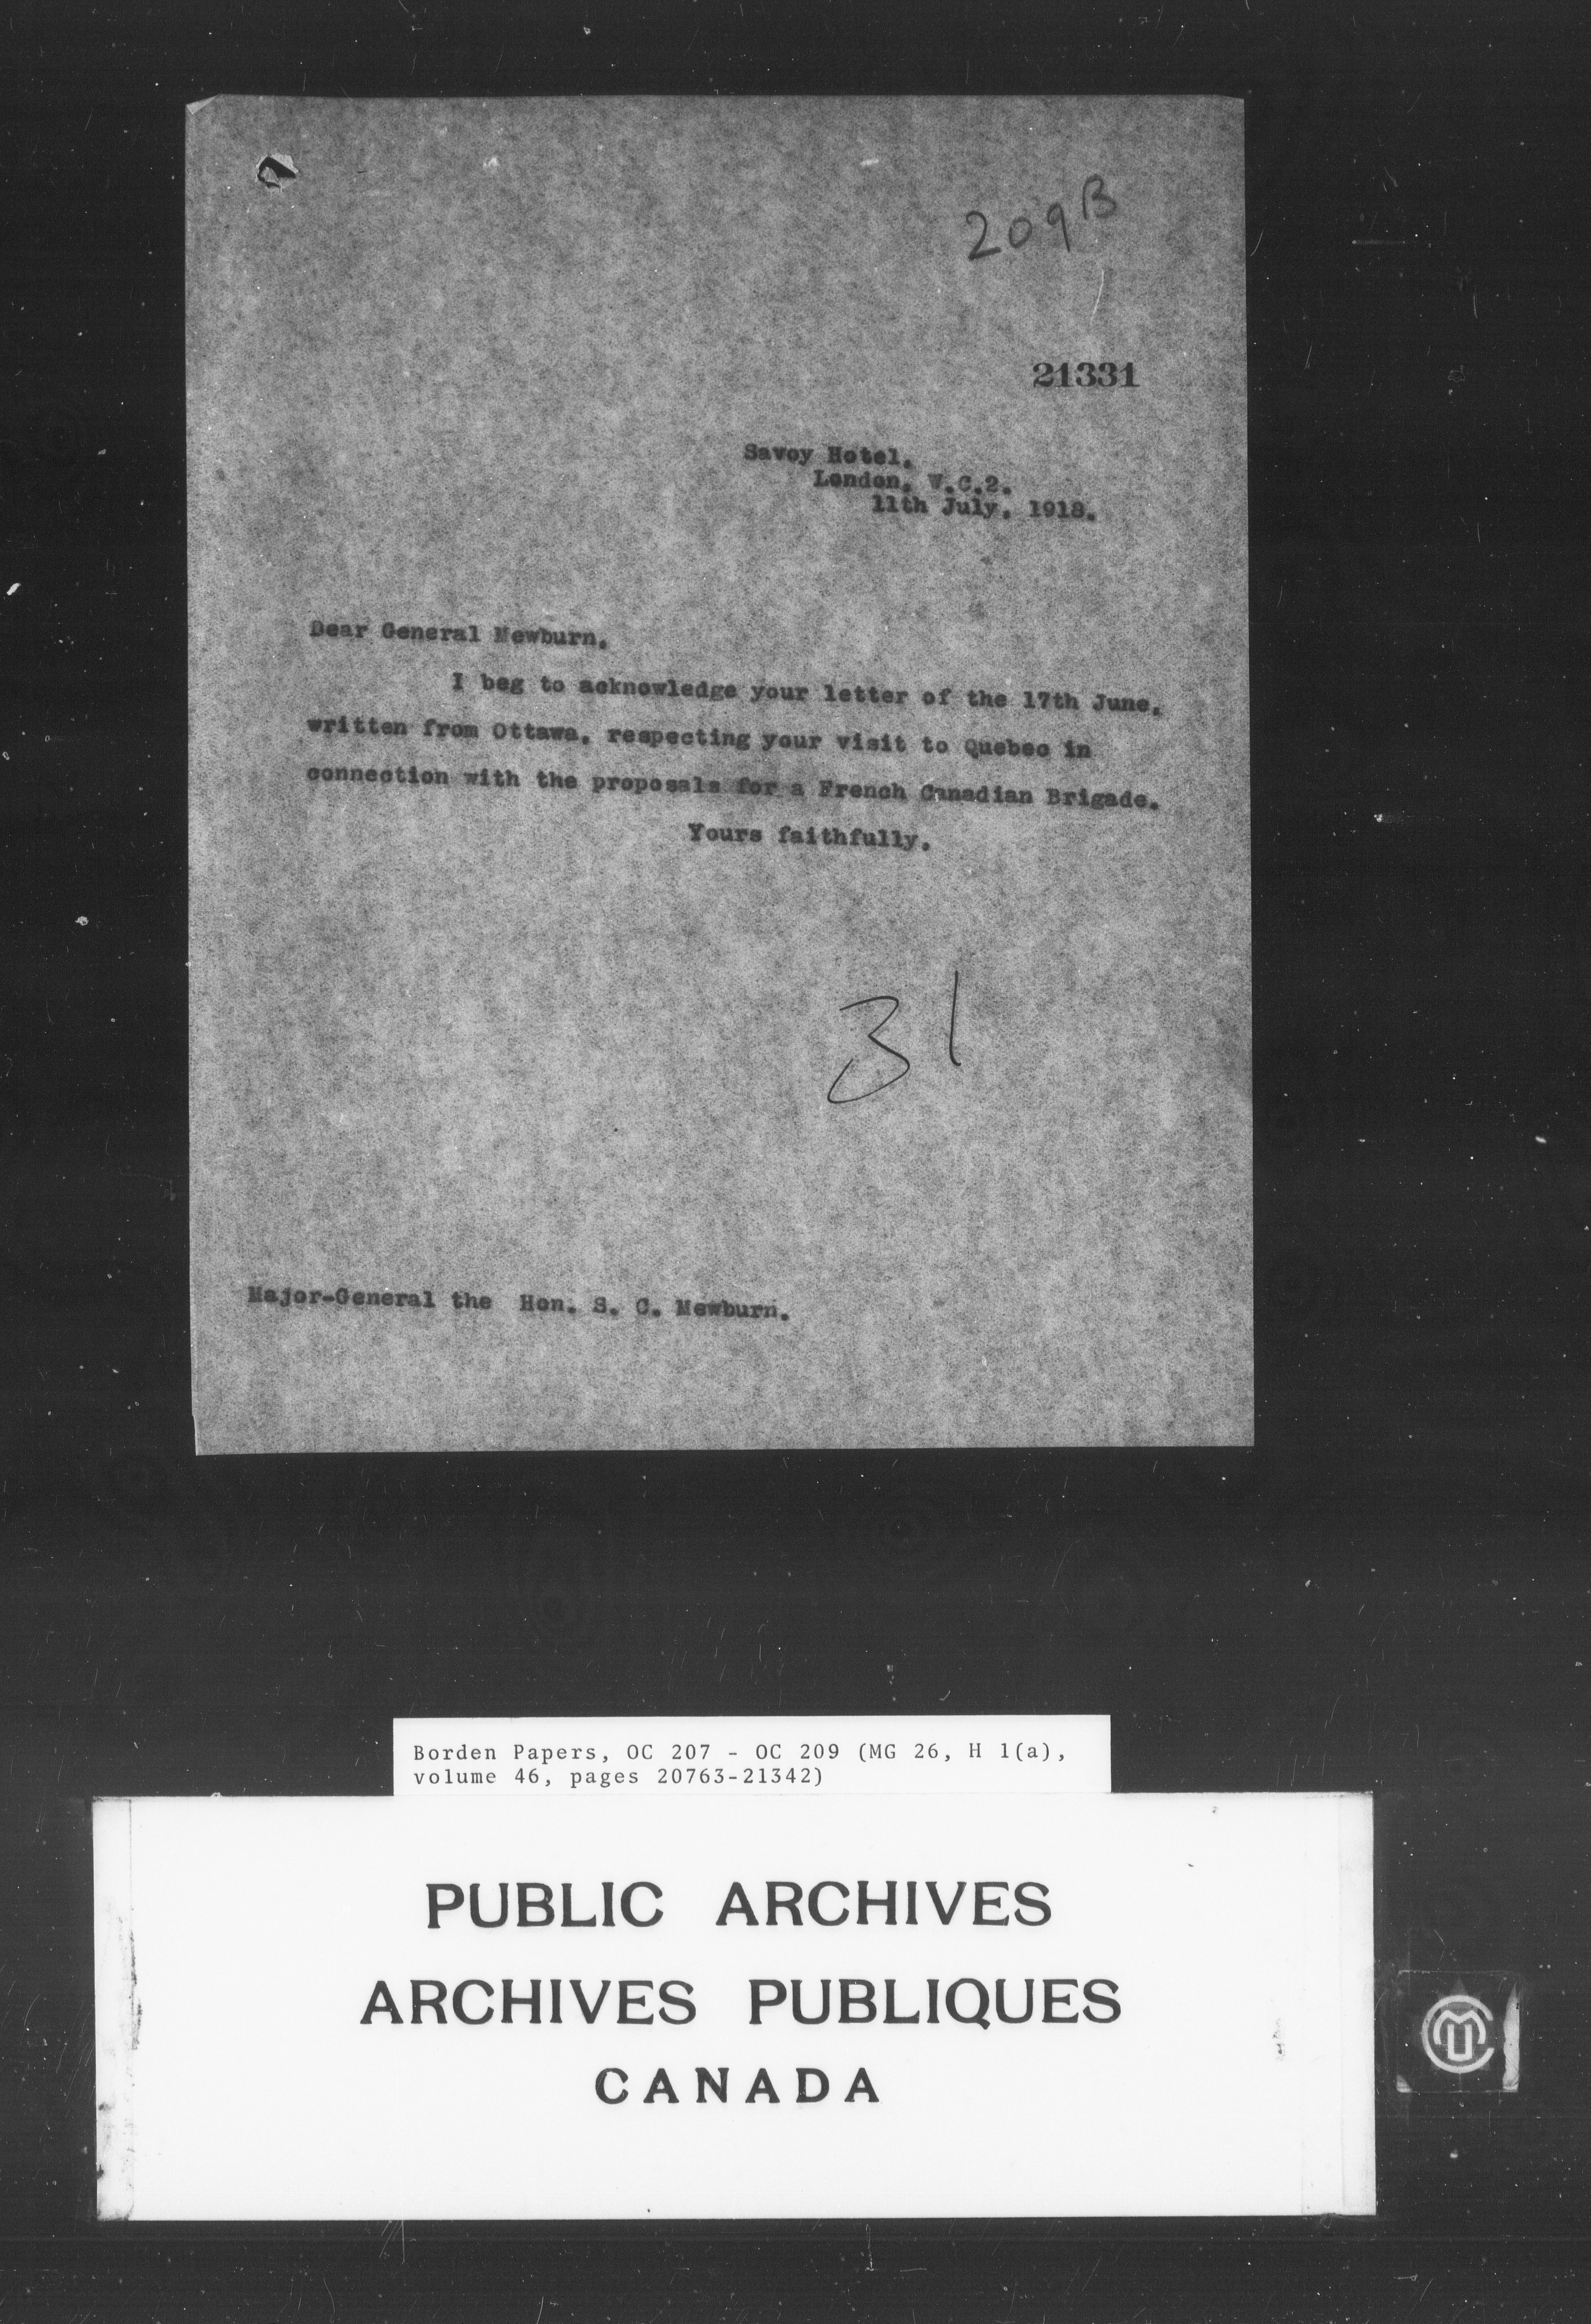 209B
21331
Savoy Hotel,
London, W.C.2.
11th July, 1918.
Dear General Mewburn,
I beg to acknowledge your letter of the 17th June,
written from Ottawa, respecting your visit to Quebec in
connection with the proposals for a French Canadian Brigade.
Yours faithfully,
31
Major-General the Hon. S. C. Mewburn.
Borden Papers, OC 207 - OC 209 (MG 26, H 1(a),
volume 46, pages 20763-21342)
PUBLIC ARCHIVES
ARCHIVES PUBLIQUES
CANADA